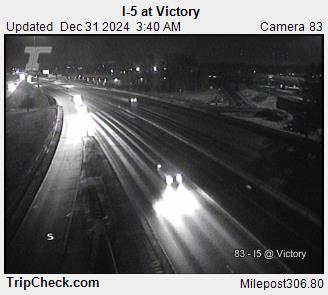 I-5 at Victory
Updated Dec 31 2024 3:40 AM Camera 83
T
S
83 - I5 @ Victory
TripCheck.com Milepost306.80